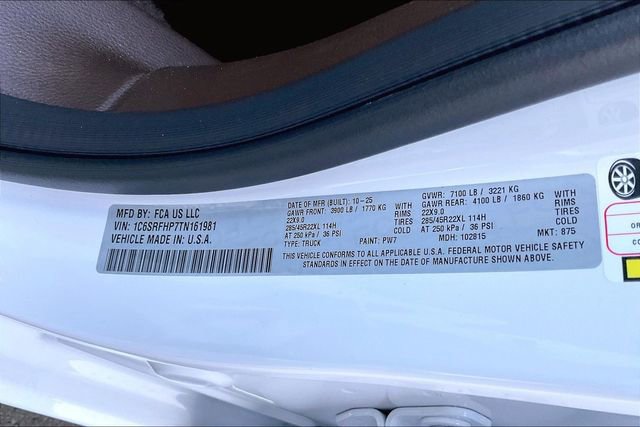 MFD BY: FCA US LLC
VIN: 1C6SRFHP7TN161981
VEHICLE MADE IN: U.S.A.
DATE OF MFR (BUILT): 10-25
GAWR FRONT: 3900 LB / 1770 KG WITH
22X9.0 RIMS
285/45R22XL 114H TIRES
AT 250 kPa / 36 PSI COLD
TYPE: TRUCK PAINT: PW7
GVWR: 7100 LB / 3221 KG
GAWR REAR: 4100 LB / 1860 KG WITH
22X9.0 RIMS
285/45R22XL 114H TIRES
AT 250 kPa / 36 PSI COLD
MDH: 102815 MKT: 875
THIS VEHICLE CONFORMS TO ALL APPLICABLE U.S.A. FEDERAL MOTOR VEHICLE SAFETY
STANDARDS IN EFFECT ON THE DATE OF MANUFACTURE SHOWN ABOVE.